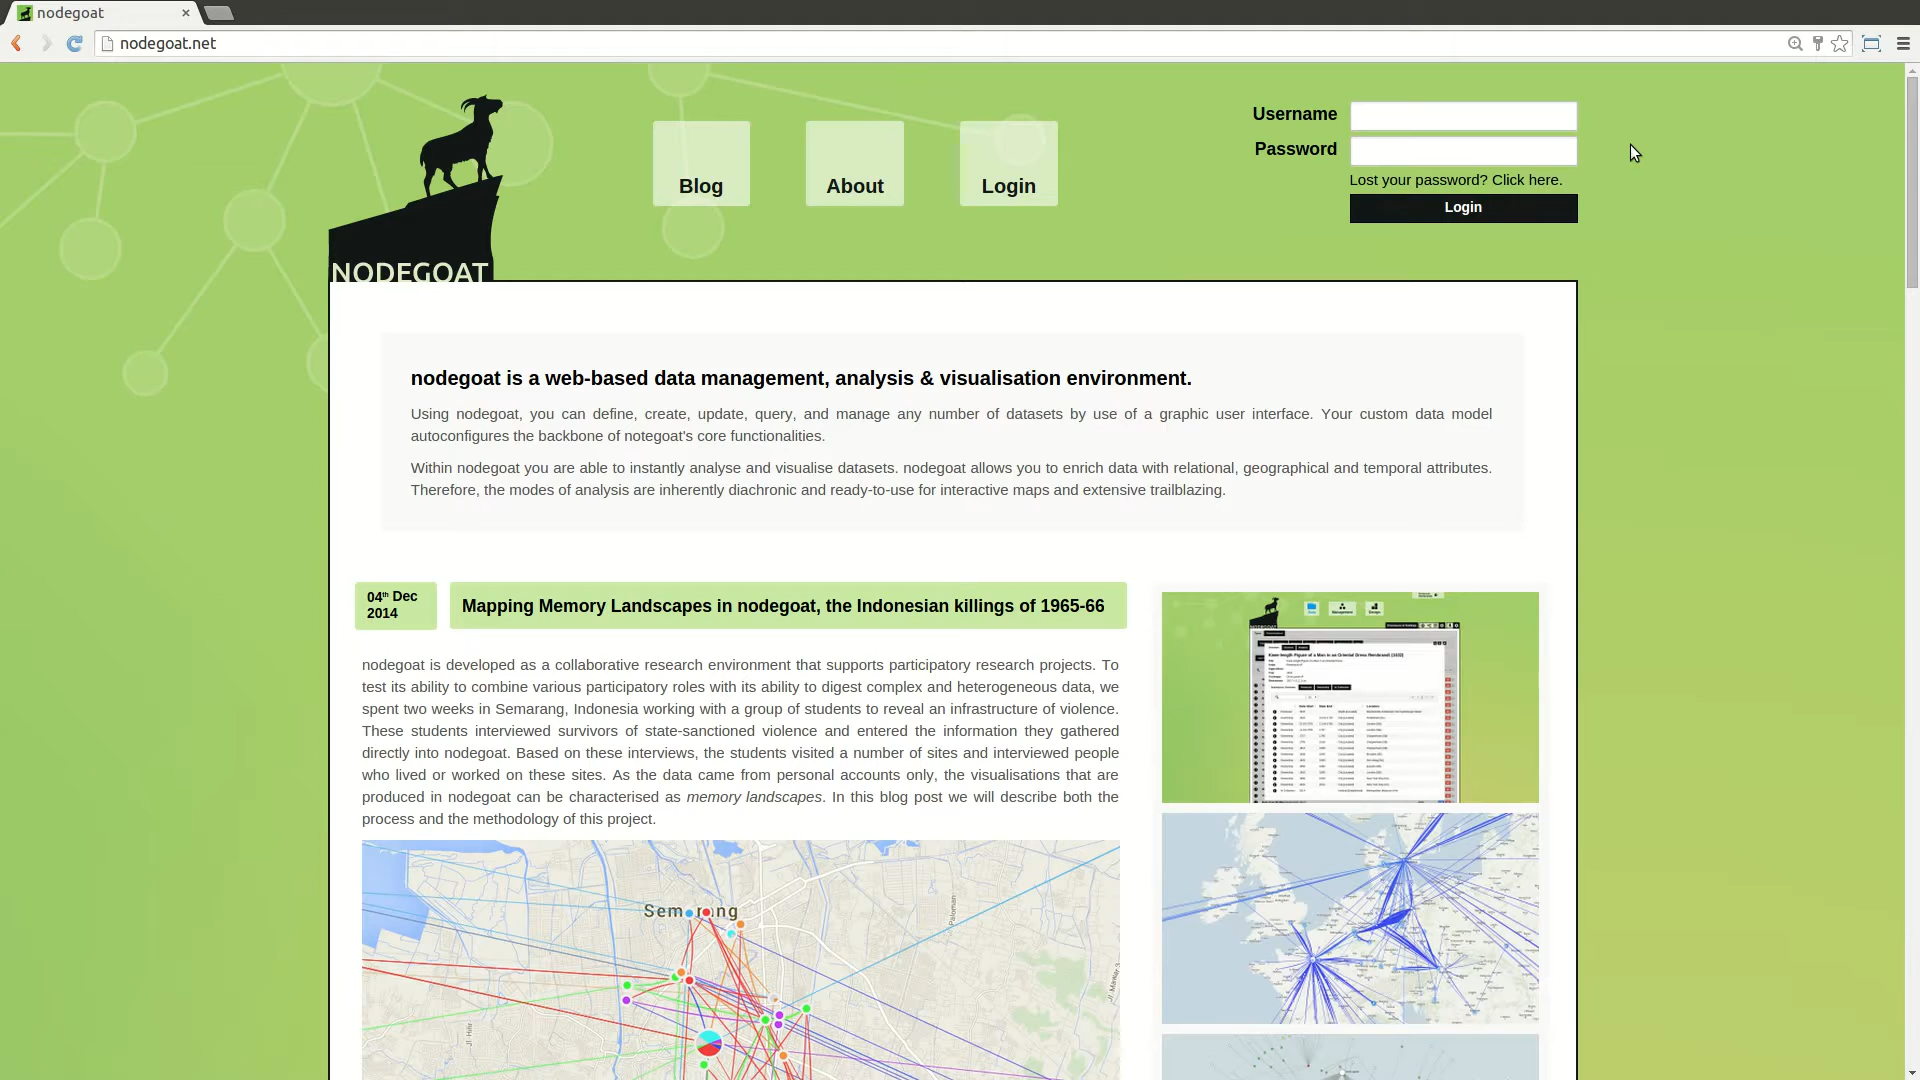 nodegoat
nodegoat.net
Username
Password
Lost your password? Click here.
Login
Blog
About
Login
NODEGOAT
nodegoat is a web-based data management, analysis & visualisation environment.
Using nodegoat, you can define, create, update, query, and manage any number of datasets by use of a graphic user interface. Your custom data model
autoconfigures the backbone of notegoat's core functionalities.
Within nodegoat you are able to instantly analyse and visualise datasets. nodegoat allows you to enrich data with relational, geographical and temporal attributes.
Therefore, the modes of analysis are inherently diachronic and ready-to-use for interactive maps and extensive trailblazing.
04th Dec
2014
Mapping Memory Landscapes in nodegoat, the Indonesian killings of 1965-66
nodegoat is developed as a collaborative research environment that supports participatory research projects. To
test its ability to combine various participatory roles with its ability to digest complex and heterogeneous data, we
spent two weeks in Semarang, Indonesia working with a group of students to reveal an infrastructure of violence.
These students interviewed survivors of state-sanctioned violence and entered the information they gathered
directly into nodegoat. Based on these interviews, the students visited a number of sites and interviewed people
who lived or worked on these sites. As the data came from personal accounts only, the visualisations that are
produced in nodegoat can be characterised as memory landscapes. In this blog post we will describe both the
process and the methodology of this project.